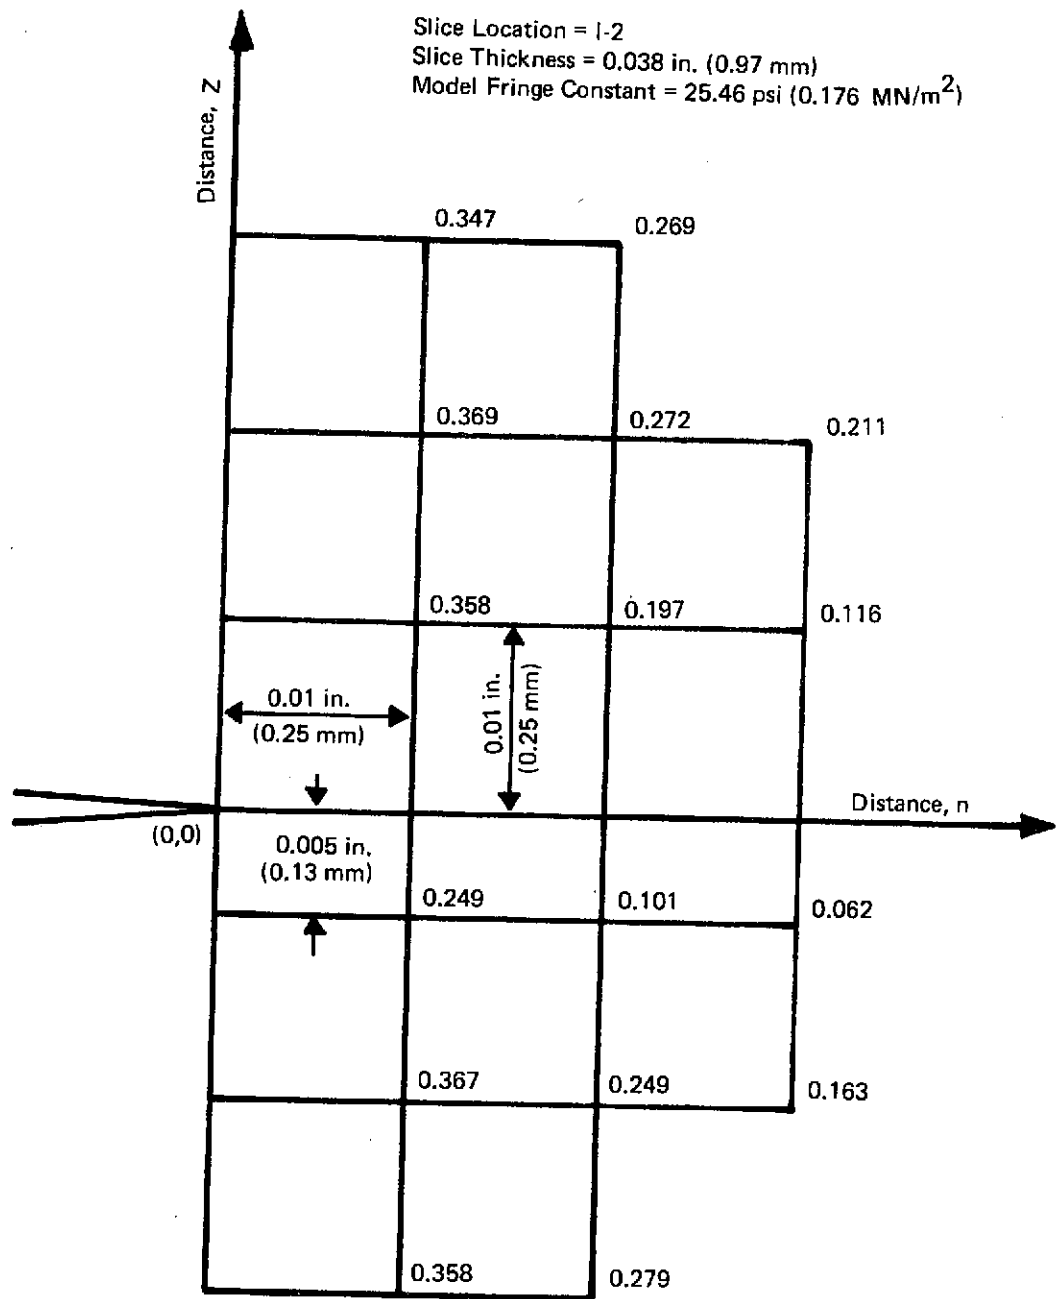 Slice Location = I-2
Slice Thickness = 0.038 in. (0.97 mm)
Model Fringe Constant = 25.46 psi (0.176 MN/m²)
Distance, Z
0.347
0.269
0.369
0.272
0.211
0.358
0.197
0.116
0.01 in.
(0.25 mm)
0.01 in.
(0.25 mm)
Distance, n
(0,0)
0.005 in.
(0.13 mm)
0.249
0.101
0.062
0.367
0.249
0.163
0.358
0.279